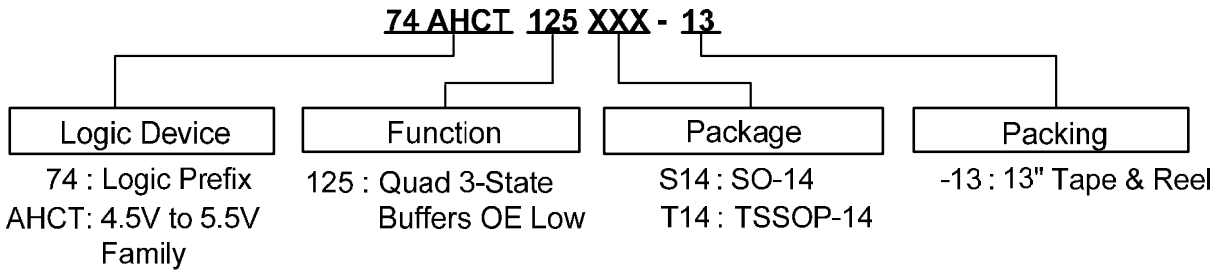 74 AHCT 125 XXX - 13
Logic Device
Function
Package
Packing
74 : Logic Prefix
AHCT: 4.5V to 5.5V
Family
125 : Quad 3-State
Buffers OE Low
S14 : SO-14
T14 : TSSOP-14
-13 : 13" Tape & Reel